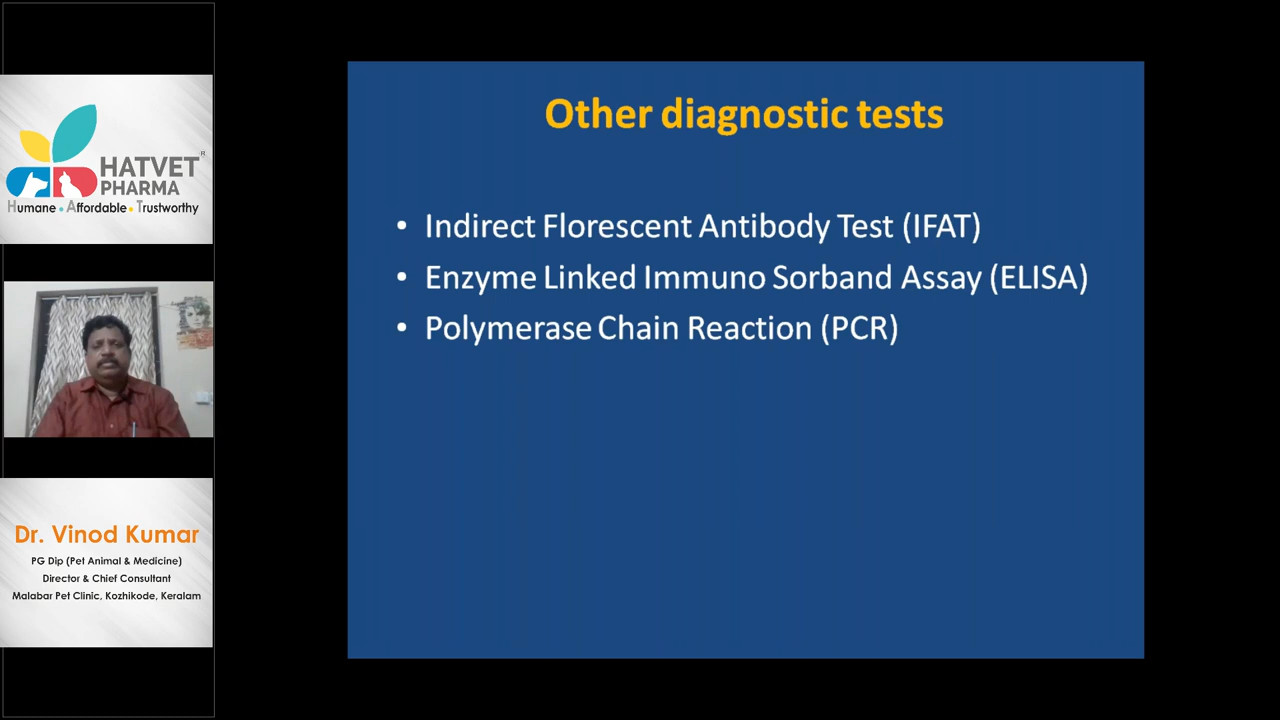 HATVET®
PHARMA
Humane • Affordable • Trustworthy
Dr. Vinod Kumar
PG Dip (Pet Animal & Medicine)
Director & Chief Consultant
Malabar Pet Clinic, Kozhikode, Keralam
Other diagnostic tests
• Indirect Florescent Antibody Test (IFAT)
• Enzyme Linked Immuno Sorband Assay (ELISA)
• Polymerase Chain Reaction (PCR)